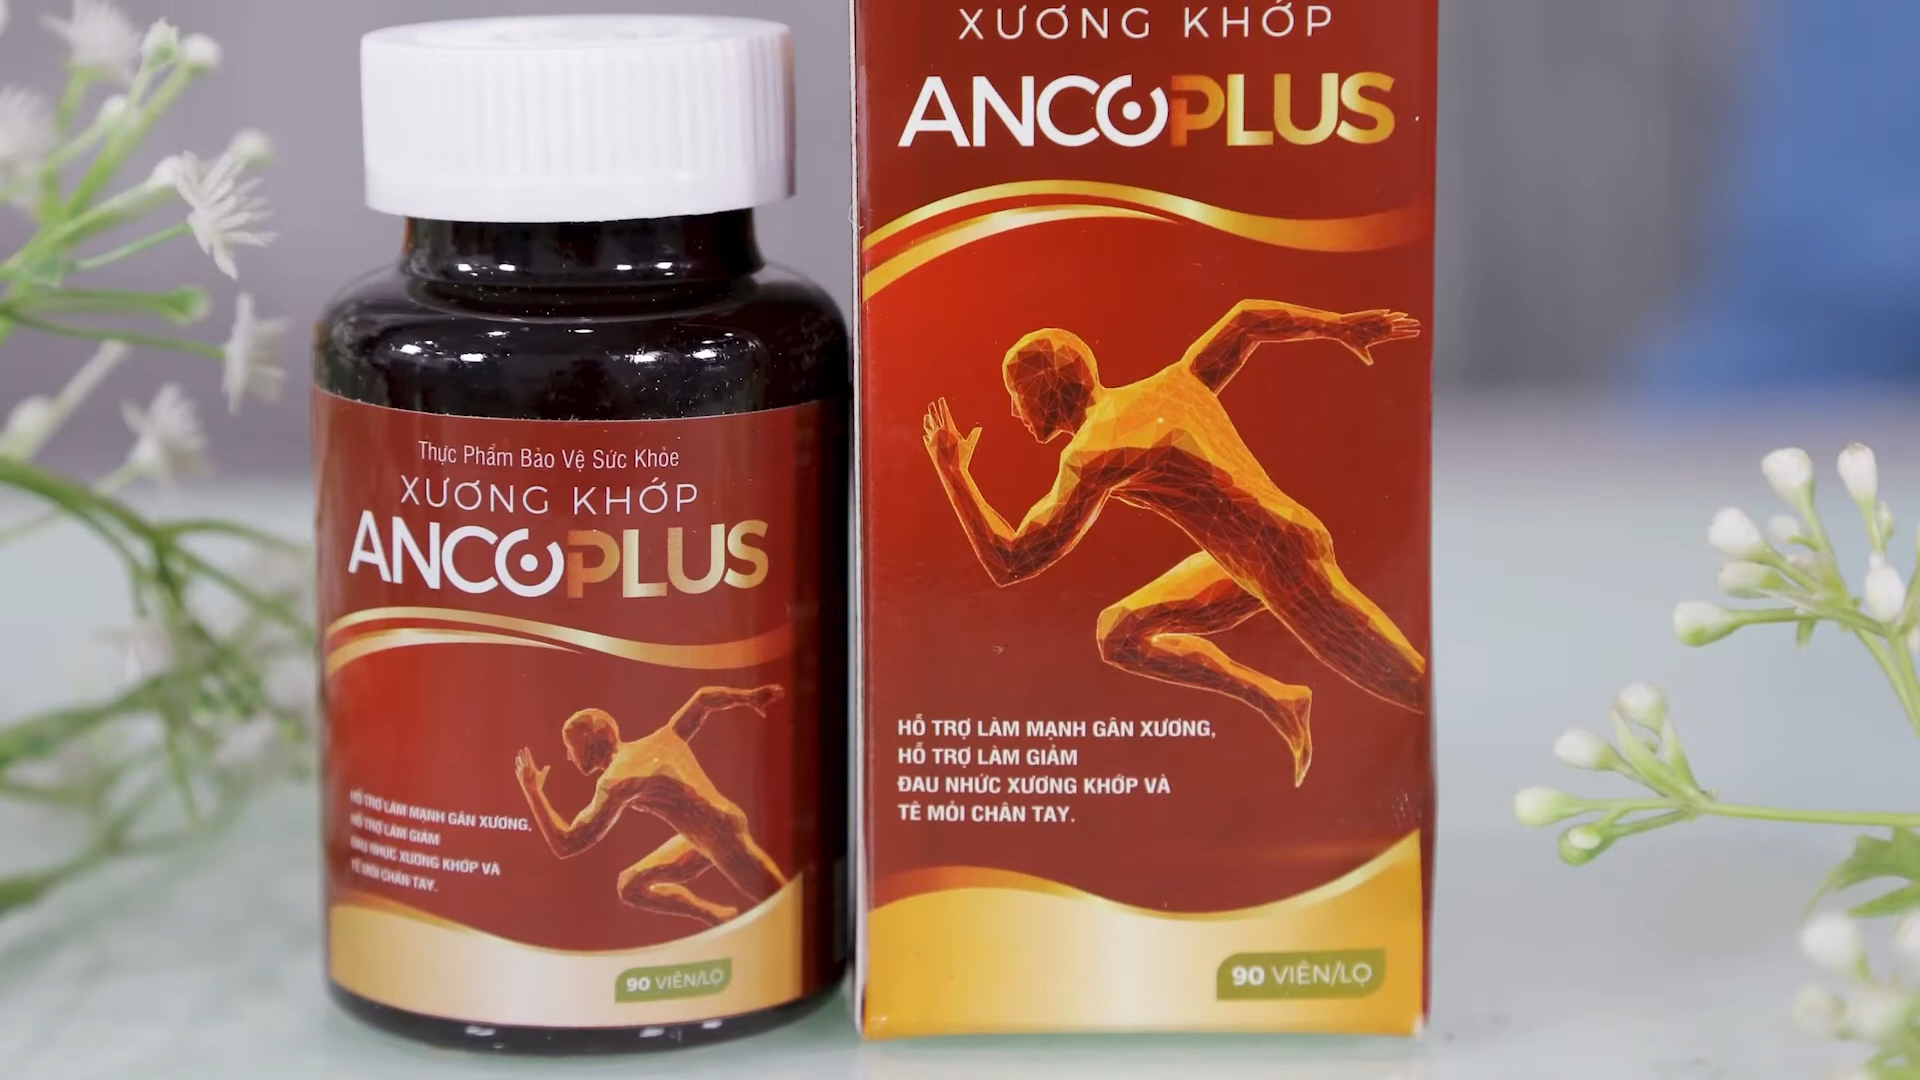 Thực Phẩm Bảo Vệ Sức Khỏe
XƯƠNG KHỚP
ANCOPLUS
HỖ TRỢ LÀM MẠNH GÂN XƯƠNG,
HỖ TRỢ LÀM GIẢM
ĐAU NHỨC XƯƠNG KHỚP VÀ
TÊ MỎI CHÂN TAY.
90 VIÊN/LỌ
XƯƠNG KHỚP
ANCOPLUS
HỖ TRỢ LÀM MẠNH GÂN XƯƠNG,
HỖ TRỢ LÀM GIẢM
ĐAU NHỨC XƯƠNG KHỚP VÀ
TÊ MỎI CHÂN TAY.
90 VIÊN/LỌ